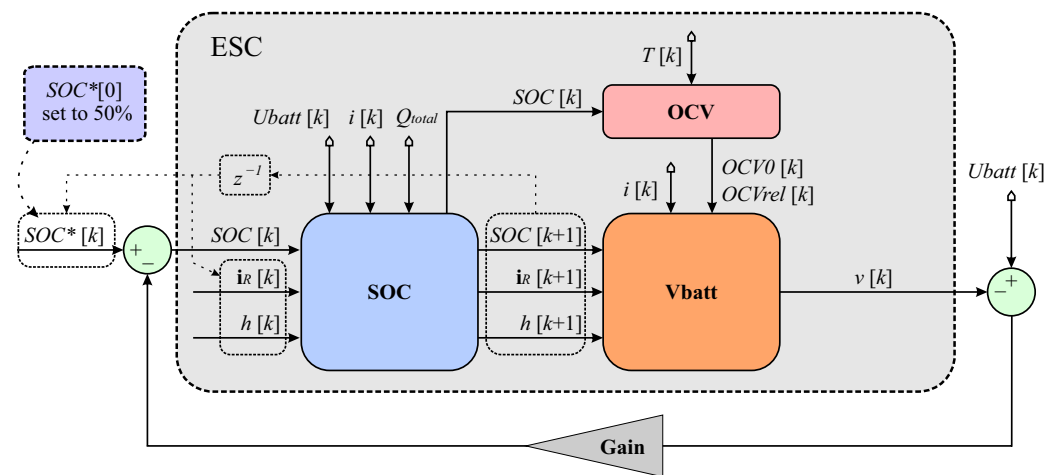 ESC
T [k]
SOC*[0]
set to 50%
SOC [k]
OCV
Ubatt [k]
i [k]
Qtotal
z⁻¹
OCV0 [k]
OCVrel [k]
i [k]
Ubatt [k]
SOC* [k]
+
−
SOC [k]
SOC [k+1]
iR [k]
SOC
iR [k+1]
Vbatt
v [k]
−
+
h [k]
h [k+1]
Gain